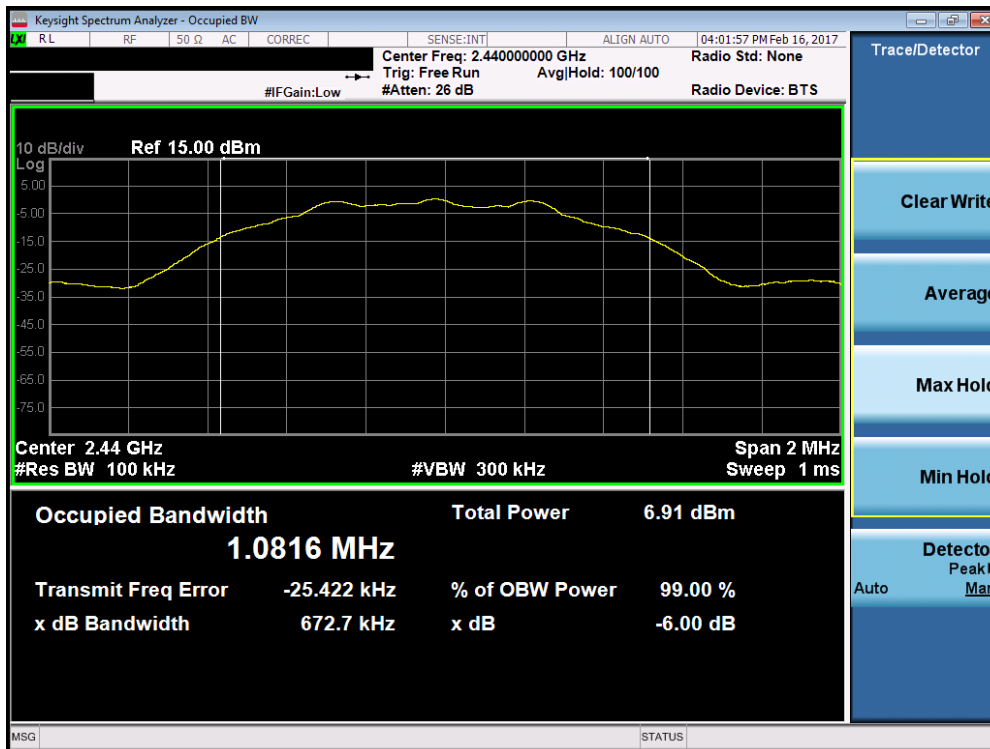 Keysight Spectrum Analyzer - Occupied BW
LXI RL RF 50 Ω AC CORREC SENSE:INT ALIGN AUTO 04:01:57 PM Feb 16, 2017
Center Freq: 2.440000000 GHz Radio Std: None
Trig: Free Run Avg|Hold: 100/100
#IFGain:Low #Atten: 26 dB Radio Device: BTS
Trace/Detector
10 dB/div Ref 15.00 dBm
Log
5.00
-5.00
-15.0
-25.0
-35.0
-45.0
-55.0
-65.0
-75.0
Center 2.44 GHz Span 2 MHz
#Res BW 100 kHz #VBW 300 kHz Sweep 1 ms
Occupied Bandwidth Total Power 6.91 dBm
1.0816 MHz
Transmit Freq Error -25.422 kHz % of OBW Power 99.00 %
x dB Bandwidth 672.7 kHz x dB -6.00 dB
Clear Write
Average
Max Hold
Min Hold
Detecto
Peak
Auto Man
MSG STATUS